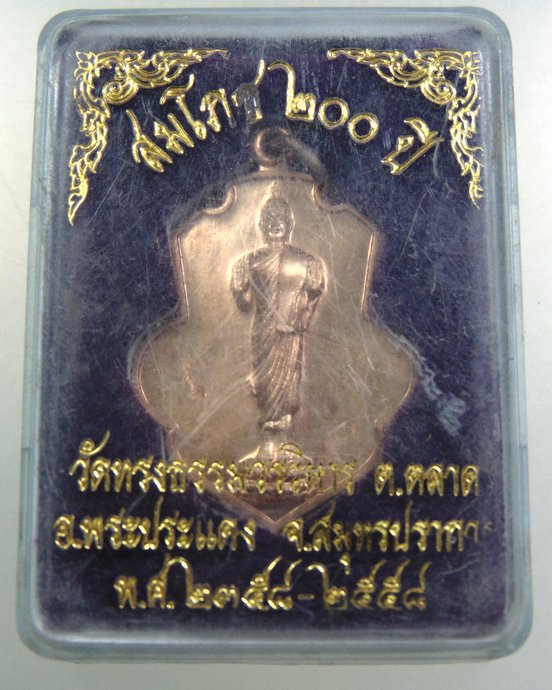 สมโภช ๒๐๐ ปี
วัดทรงธรรมวรวิหาร ต.ตลาด
อ.พระประแดง จ.สมุทรปราการ
พ.ศ. ๒๓๕๘-๒๕๕๘